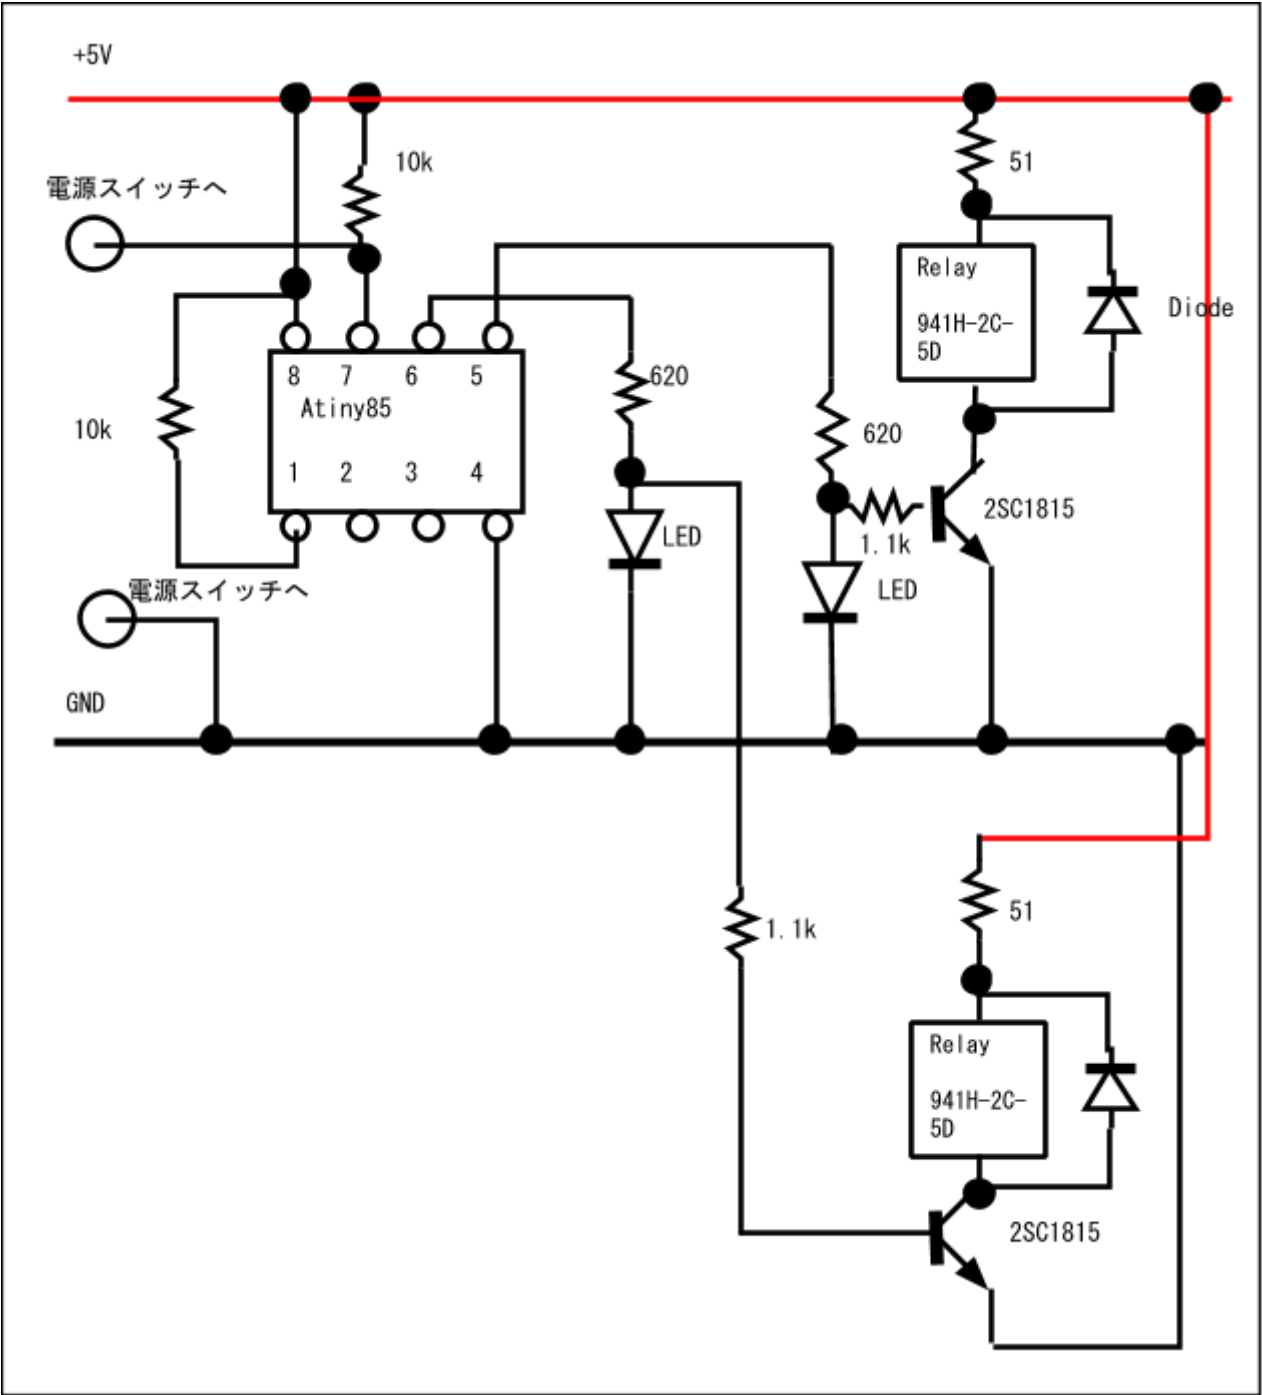 +5V
10k
51
電源スイッチへ
Relay
941H-2C-
5D
Diode
8 7 6 5
Atiny85
620
10k
620
1 2 3 4
2SC1815
LED
1.1k
電源スイッチへ
LED
GND
51
1.1k
Relay
941H-2C-
5D
2SC1815